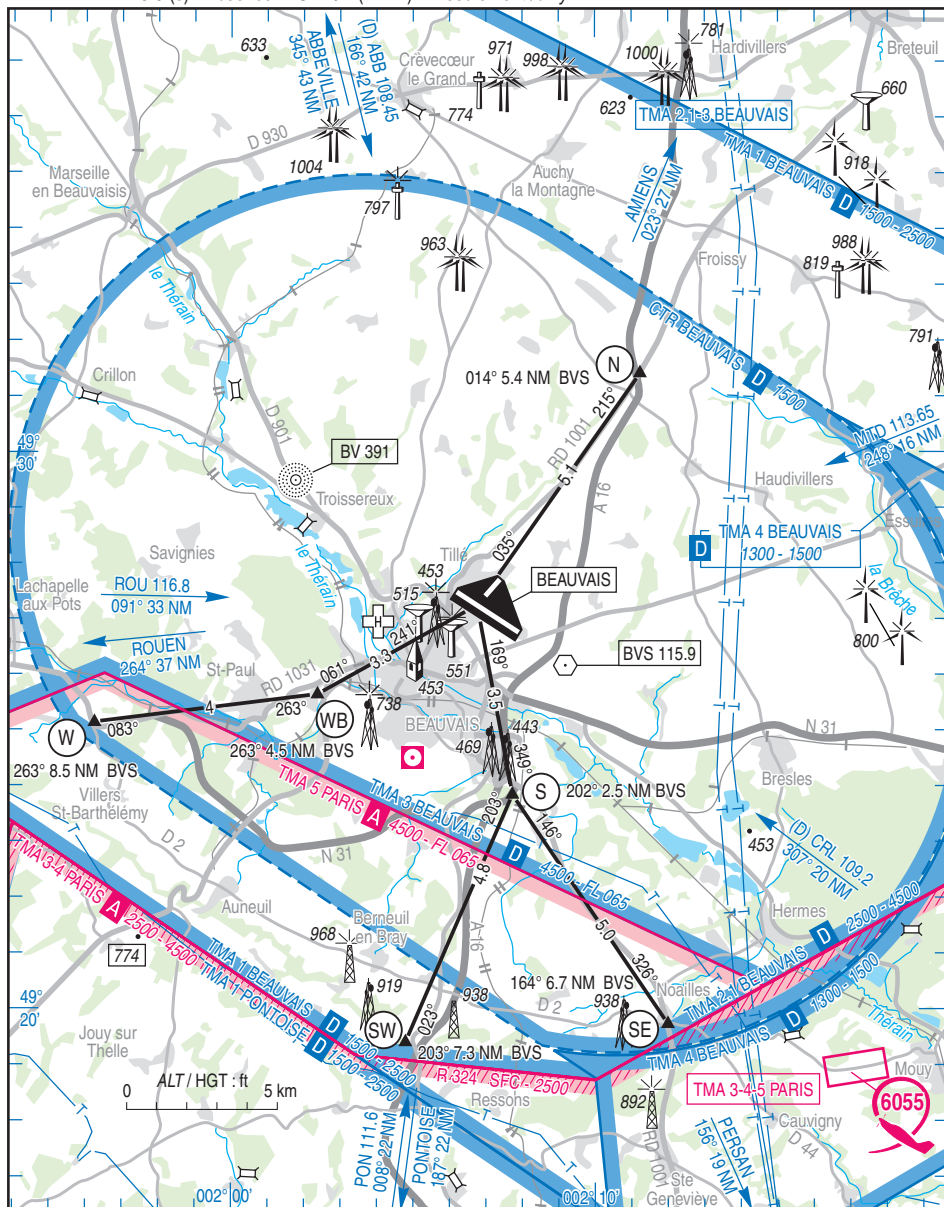 633
ABBEVILLE
345° 43 NM
(D) ABB 108.45
166° 42 NM
Crèvecœur
le Grand
971
998
1000
781
Hardivillers
Breteuil
774
623
660
TMA 2.1-3 BEAUVAIS
D 930
1004
TMA 1 BEAUVAIS D 1500 - 2500
918
Marseille
en Beauvaisis
797
Auchy
la Montagne
AMIENS
023° 27 NM
963
Froissy
988
819
le Thérain
CTR BEAUVAIS D 1500
791
Crillon
014° 5.4 NM BVS
N
215°
D 901
RD 1001
A 16
5.1
035°
MTD 113.65
248° 16 NM
49°
30'
BV 391
Troissereux
Haudivillers
TMA 4 BEAUVAIS
D
1300 - 1500
Savignies
le Thérain
Tillé
453
BEAUVAIS
la Brêche
Lachapelle
aux Pots
ROU 116.8
091° 33 NM
515
H
241°
169°
551
453
800
ROUEN
264° 37 NM
St-Paul
RD 1031
061°
3.3
BVS 115.9
4
263°
738
3.5
W
083°
WB
BEAUVAIS
443
469
349°
N 31
263° 8.5 NM BVS
263° 4.5 NM BVS
Bresles
Villers
St-Barthélémy
TMA 5 PARIS A 4500 - FL 065
TMA 3 BEAUVAIS D 4500 - FL 065
S
202° 2.5 NM BVS
203°
146°
453
(D) CRL 109.2
307° 20 NM
D 2
N 31
TMA 3-4 PARIS A 2500 - 4500
4.8
5.0
Auneuil
Berneuil
en Bray
A 16
Hermes
774
TMA 1 BEAUVAIS D 1500 - 2500
TMA 1 PONTOISE D 1500 - 2500
968
326°
TMA 2.1 BEAUVAIS D 2500 - 4500
164° 6.7 NM BVS
Noailles
919
938
D 2
938
49°
20'
SW
023°
SE
TMA 4 BEAUVAIS D 1300 - 1500
Thérain
Jouy sur
Thelle
203° 7.3 NM BVS
R 324 SFC / - 2500
Mouy
ALT / HGT : ft
0 5 km
Ressons
892
TMA 3-4-5 PARIS
6055
Cauvigny
D 44
PON 111.6
008° 22 NM
PONTOISE
187° 22 NM
RD 1001
PERSAN
156° 19 NM
Ste
Geneviève
002° 00'
002° 10'